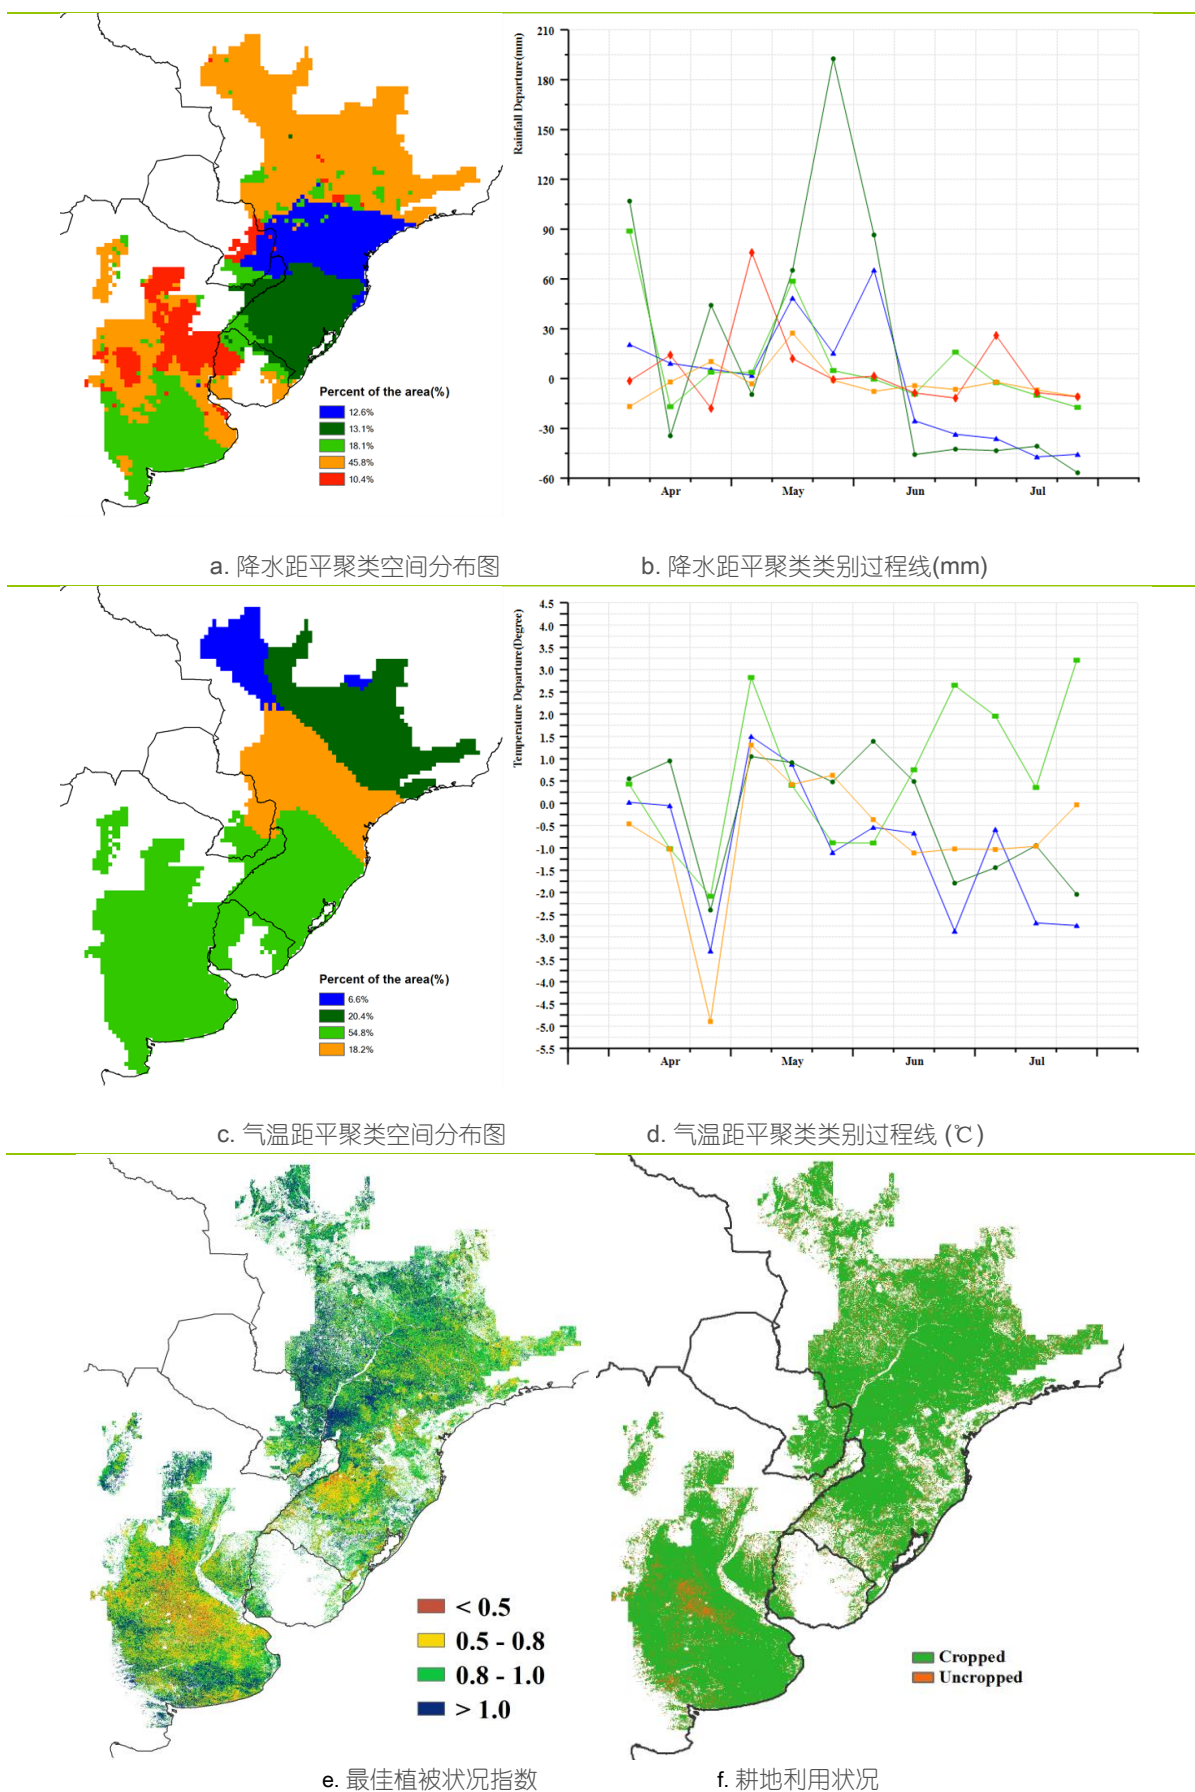 210
180
150
120
90
60
30
0
-30
-60
Rainfall Departure(mm)
Apr
May
Jun
Jul
Percent of the area(%)
12.6%
13.1%
18.1%
45.8%
10.4%
a. 降水距平聚类空间分布图
b. 降水距平聚类类别过程线(mm)
4.5
4.0
3.5
3.0
2.5
2.0
1.5
1.0
0.5
0.0
-0.5
-1.0
-1.5
-2.0
-2.5
-3.0
-3.5
-4.0
-4.5
-5.0
-5.5
Temperature Departure(Degree)
Apr
May
Jun
Jul
Percent of the area(%)
6.6%
20.4%
54.8%
18.2%
c. 气温距平聚类空间分布图
d. 气温距平聚类类别过程线 (℃)
< 0.5
0.5 - 0.8
0.8 - 1.0
> 1.0
Cropped
Uncropped
e. 最佳植被状况指数
f. 耕地利用状况